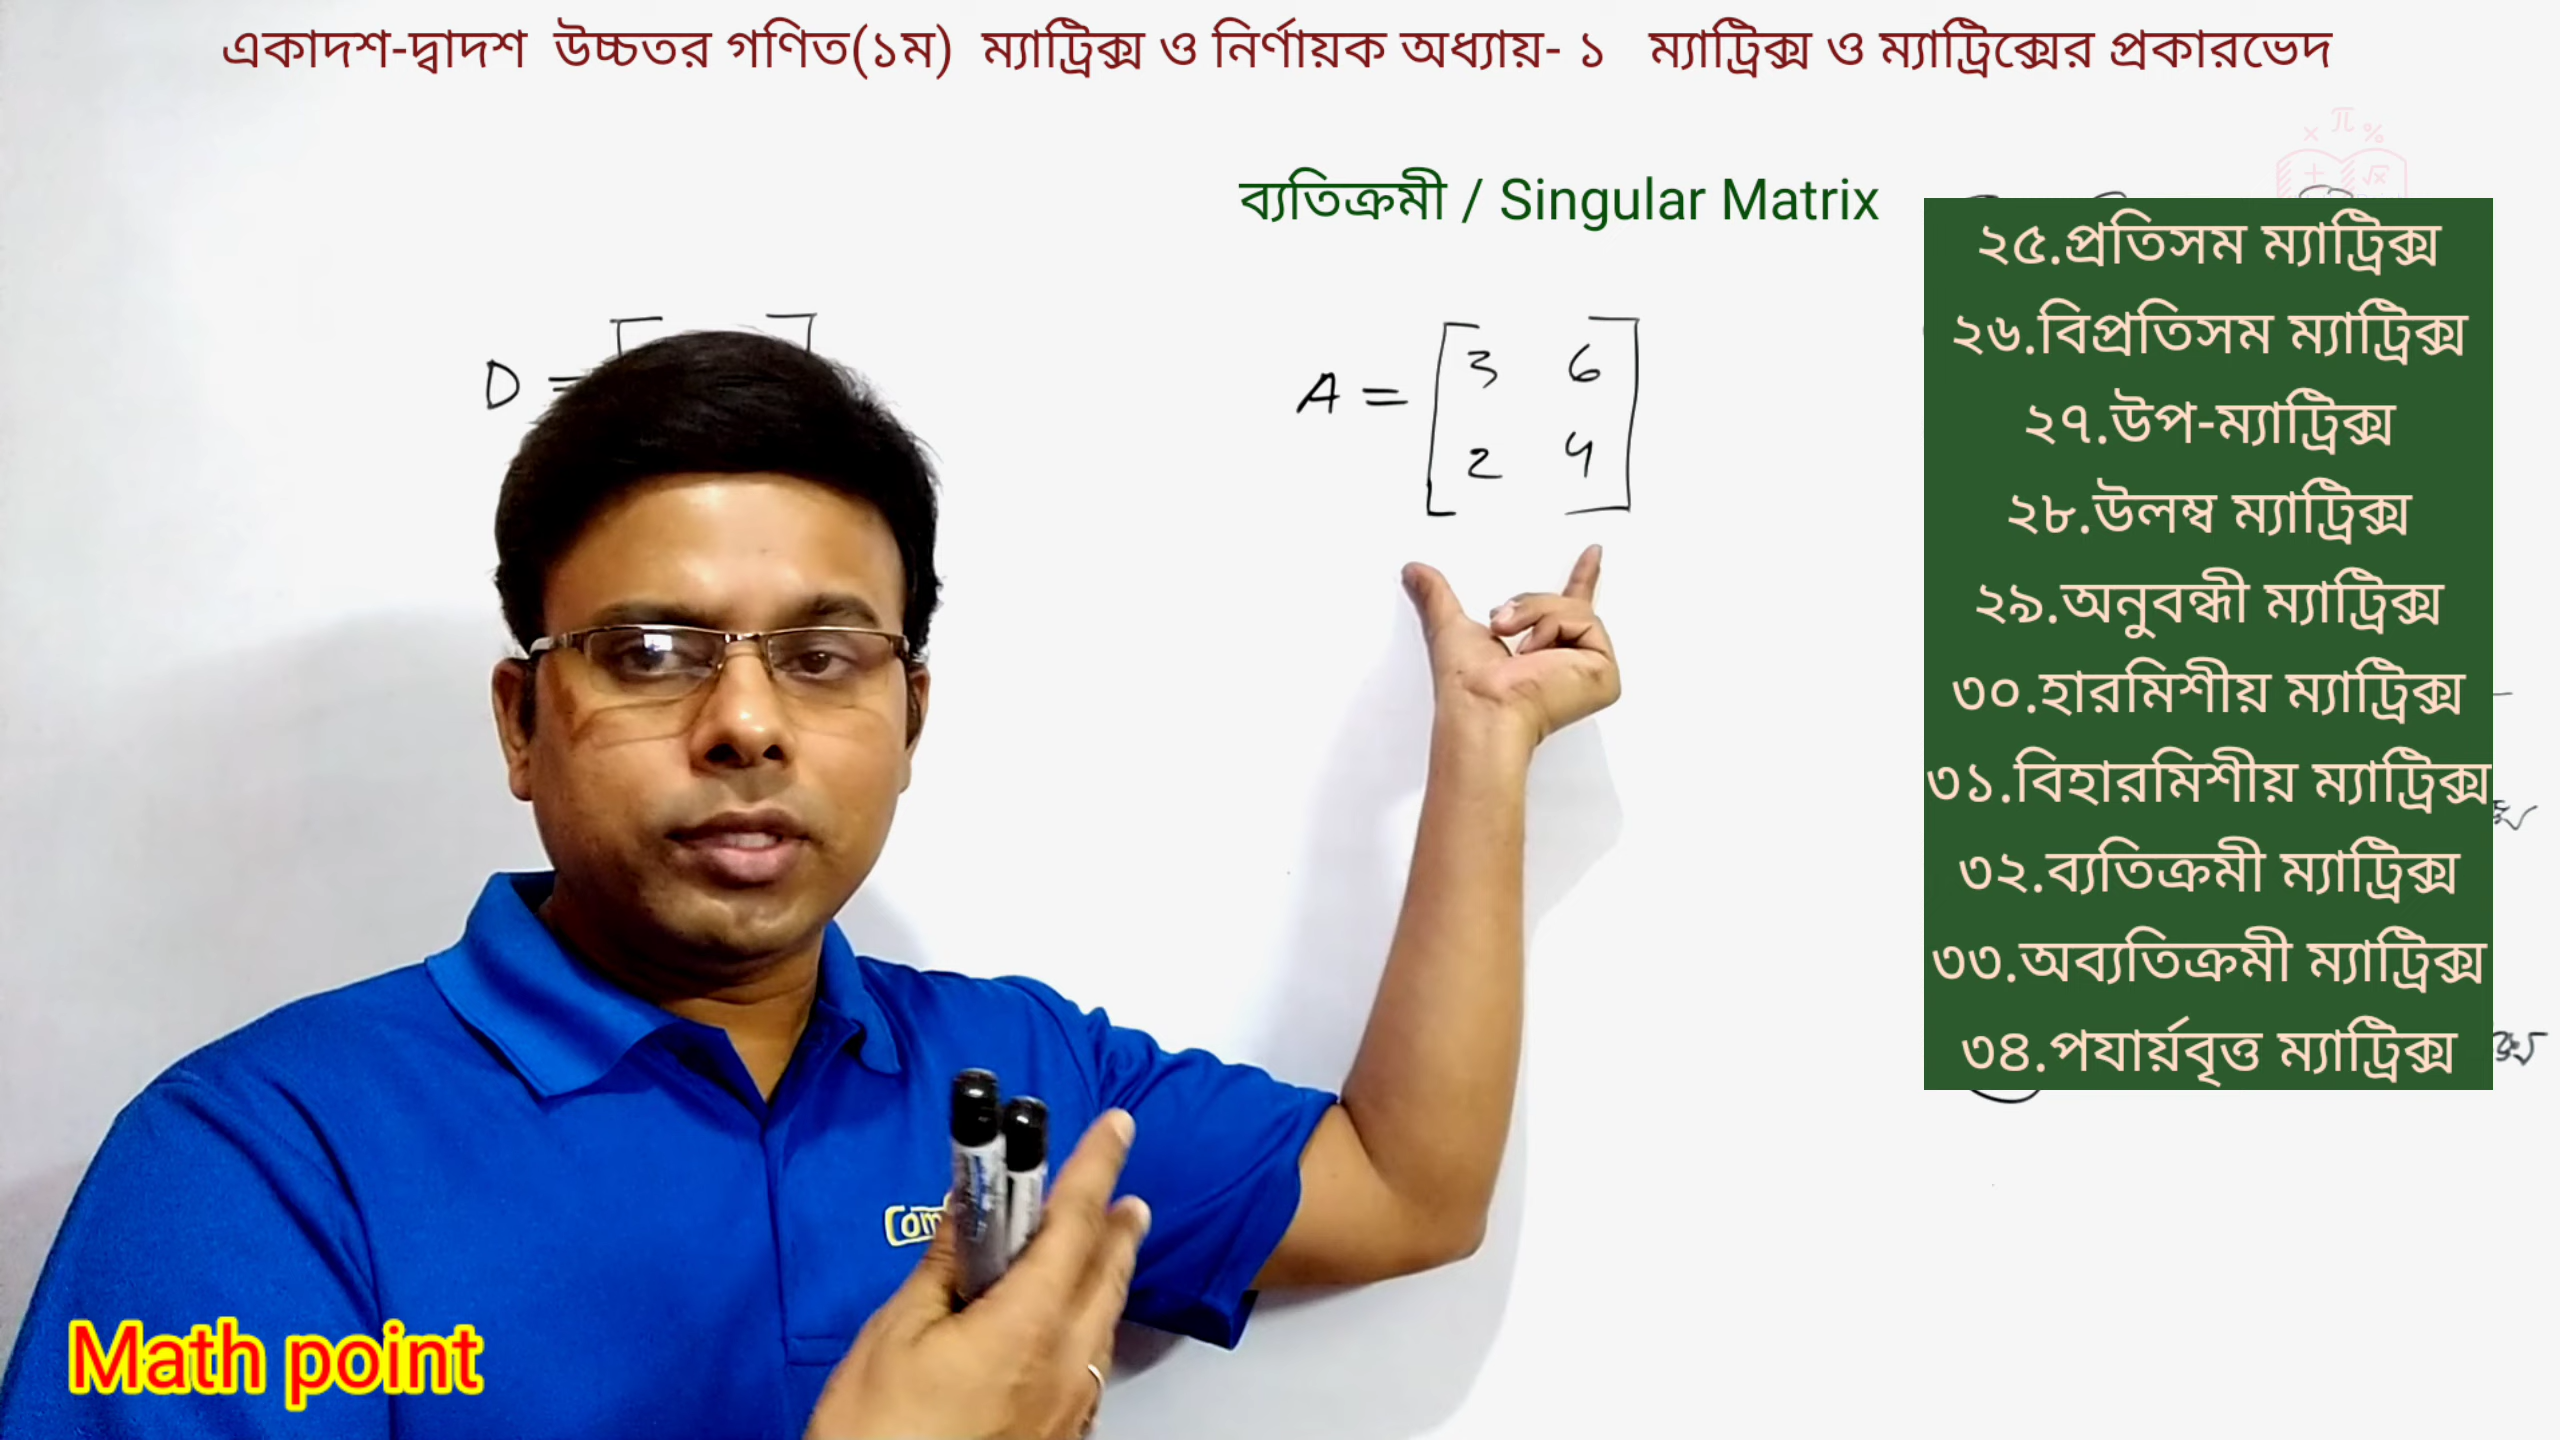 একাদশ-দ্বাদশ উচ্চতর গণিত(১ম) ম্যাট্রিক্স ও নির্ণায়ক অধ্যায়- ১ ম্যাট্রিক্স ও ম্যাট্রিক্সের প্রকারভেদ
ব্যতিক্রমী / Singular Matrix
D =
A =
3 6
2 4
২৫.প্রতিসম ম্যাট্রিক্স
২৬.বিপ্রতিসম ম্যাট্রিক্স
২৭.উপ-ম্যাট্রিক্স
২৮.উলম্ব ম্যাট্রিক্স
২৯.অনুবন্ধী ম্যাট্রিক্স
৩০.হারমিশীয় ম্যাট্রিক্স
৩১.বিহারমিশীয় ম্যাট্রিক্স
৩২.ব্যতিক্রমী ম্যাট্রিক্স
৩৩.অব্যতিক্রমী ম্যাট্রিক্স
৩৪.পযার্য়বৃত্ত ম্যাট্রিক্স
Com
Math point